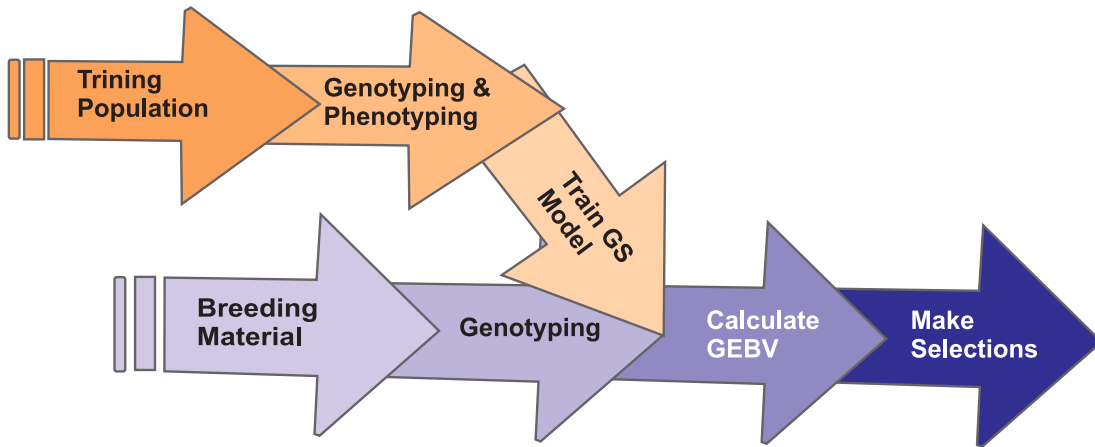 Trining
Population
Genotyping &
Phenotyping
Train GS
Model
Breeding
Material
Genotyping
Calculate
GEBV
Make
Selections